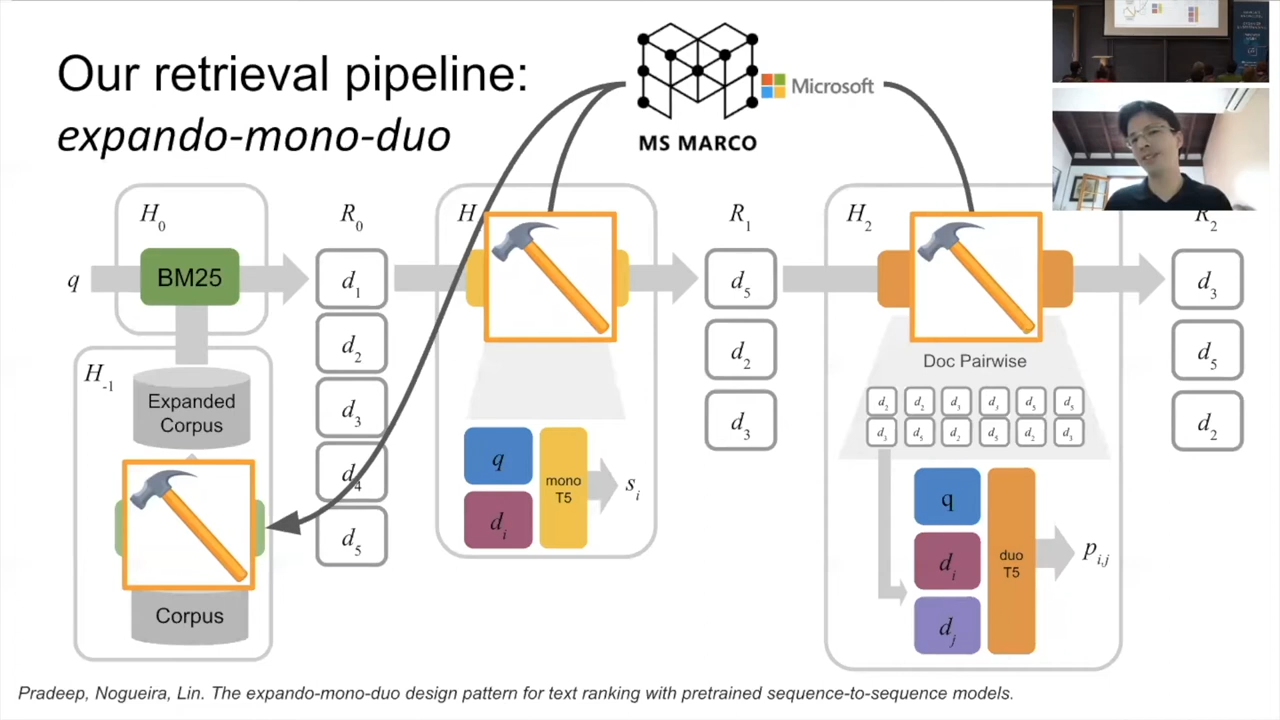 Our retrieval pipeline:
expando-mono-duo
MS MARCO
Microsoft
q
H0
BM25
H-1
Expanded
Corpus
Corpus
R0
d1
d2
d3
d4
d5
H
q
di
mono
T5
si
R1
d5
d2
d3
H2
Doc Pairwise
d2 d2 d3 d3 d5 d5
d3 d5 d2 d5 d2 d3
q
di
dj
duo
T5
pi,j
R2
d3
d5
d2
Pradeep, Nogueira, Lin. The expando-mono-duo design pattern for text ranking with pretrained sequence-to-sequence models.